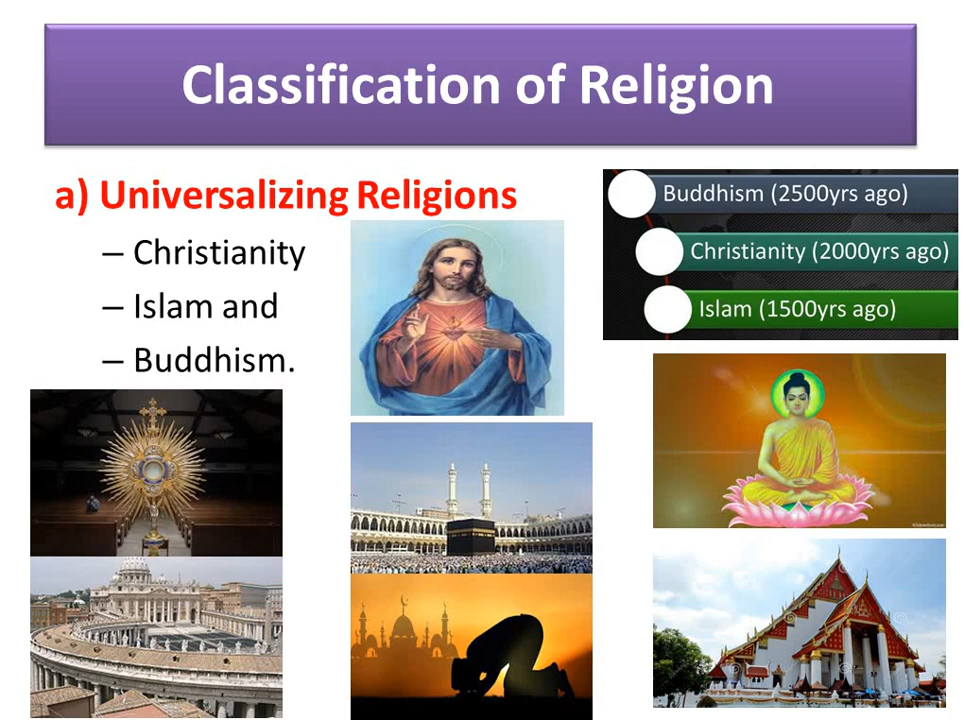 Classification of Religion
a) Universalizing Religions
– Christianity
– Islam and
– Buddhism.
Buddhism (2500yrs ago)
Christianity (2000yrs ago)
Islam (1500yrs ago)